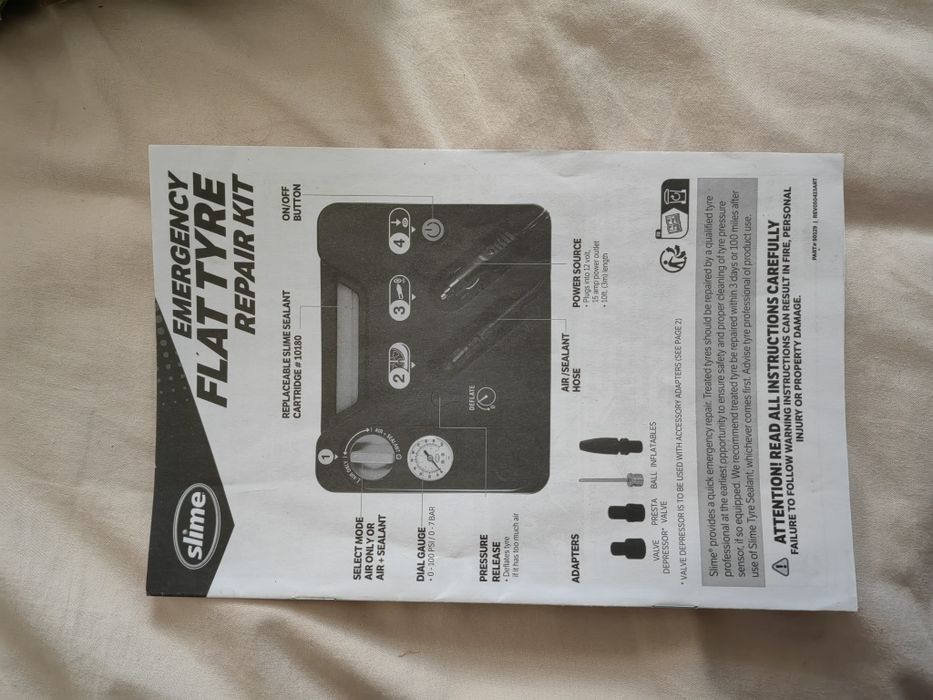 slime
EMERGENCY
FLAT TYRE
REPAIR KIT
SELECT MODE
AIR ONLY OR
AIR + SEALANT
REPLACEABLE SLIME SEALANT
CARTRIDGE # 10180
ON/OFF
BUTTON
1
AIR ONLY
AIR + SEALANT
2
3
4
DEFLATE
DIAL GAUGE
• 0 - 100 PSI / 0 - 7 BAR
PRESSURE
RELEASE
• Deflates tyre
if it has too much air
AIR/SEALANT
HOSE
POWER SOURCE
• Plugs into 12 volt,
15 amp power outlet
• 10ft. (3m) length
ADAPTERS
VALVE
DEPRESSOR*
PRESTA
VALVE
BALL
INFLATABLES
* VALVE DEPRESSOR IS TO BE USED WITH ACCESSORY ADAPTERS (SEE PAGE 2)
Slime® provides a quick emergency repair. Treated tyres should be repaired by a qualified tyre
professional at the earliest opportunity to ensure safety and proper cleaning of tyre pressure
sensor, if so equipped. We recommend treated tyre be repaired within 3 days or 100 miles after
use of Slime Tyre Sealant, whichever comes first. Advise tyre professional of product use.
ATTENTION! READ ALL INSTRUCTIONS CAREFULLY
FAILURE TO FOLLOW WARNING INSTRUCTIONS CAN RESULT IN FIRE, PERSONAL
INJURY OR PROPERTY DAMAGE.